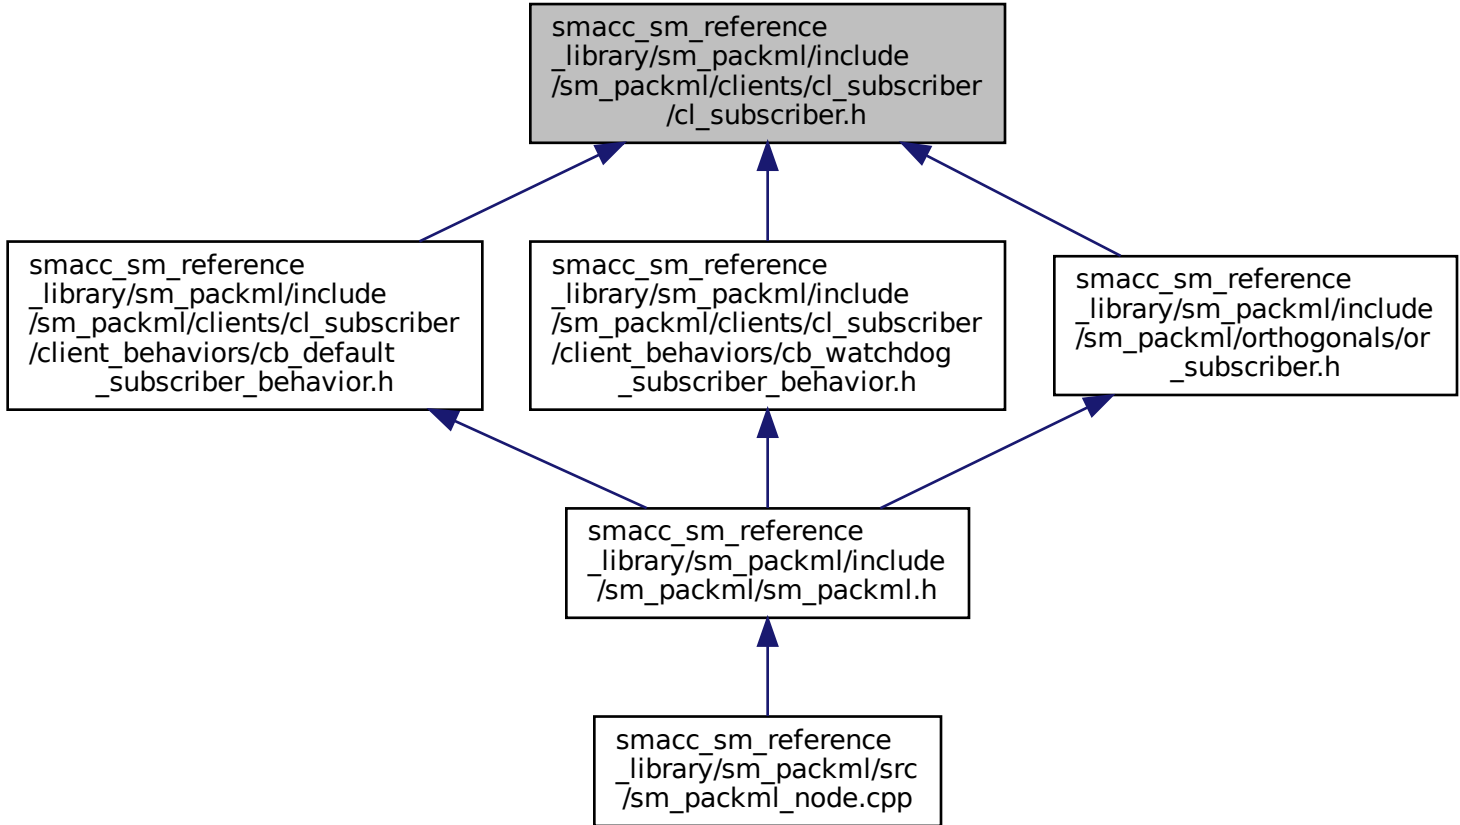 smacc_sm_reference
_library/sm_packml/include
/sm_packml/clients/cl_subscriber
/cl_subscriber.h
smacc_sm_reference
_library/sm_packml/include
/sm_packml/clients/cl_subscriber
/client_behaviors/cb_default
_subscriber_behavior.h
smacc_sm_reference
_library/sm_packml/include
/sm_packml/clients/cl_subscriber
/client_behaviors/cb_watchdog
_subscriber_behavior.h
smacc_sm_reference
_library/sm_packml/include
/sm_packml/orthogonals/or
_subscriber.h
smacc_sm_reference
_library/sm_packml/include
/sm_packml/sm_packml.h
smacc_sm_reference
_library/sm_packml/src
/sm_packml_node.cpp